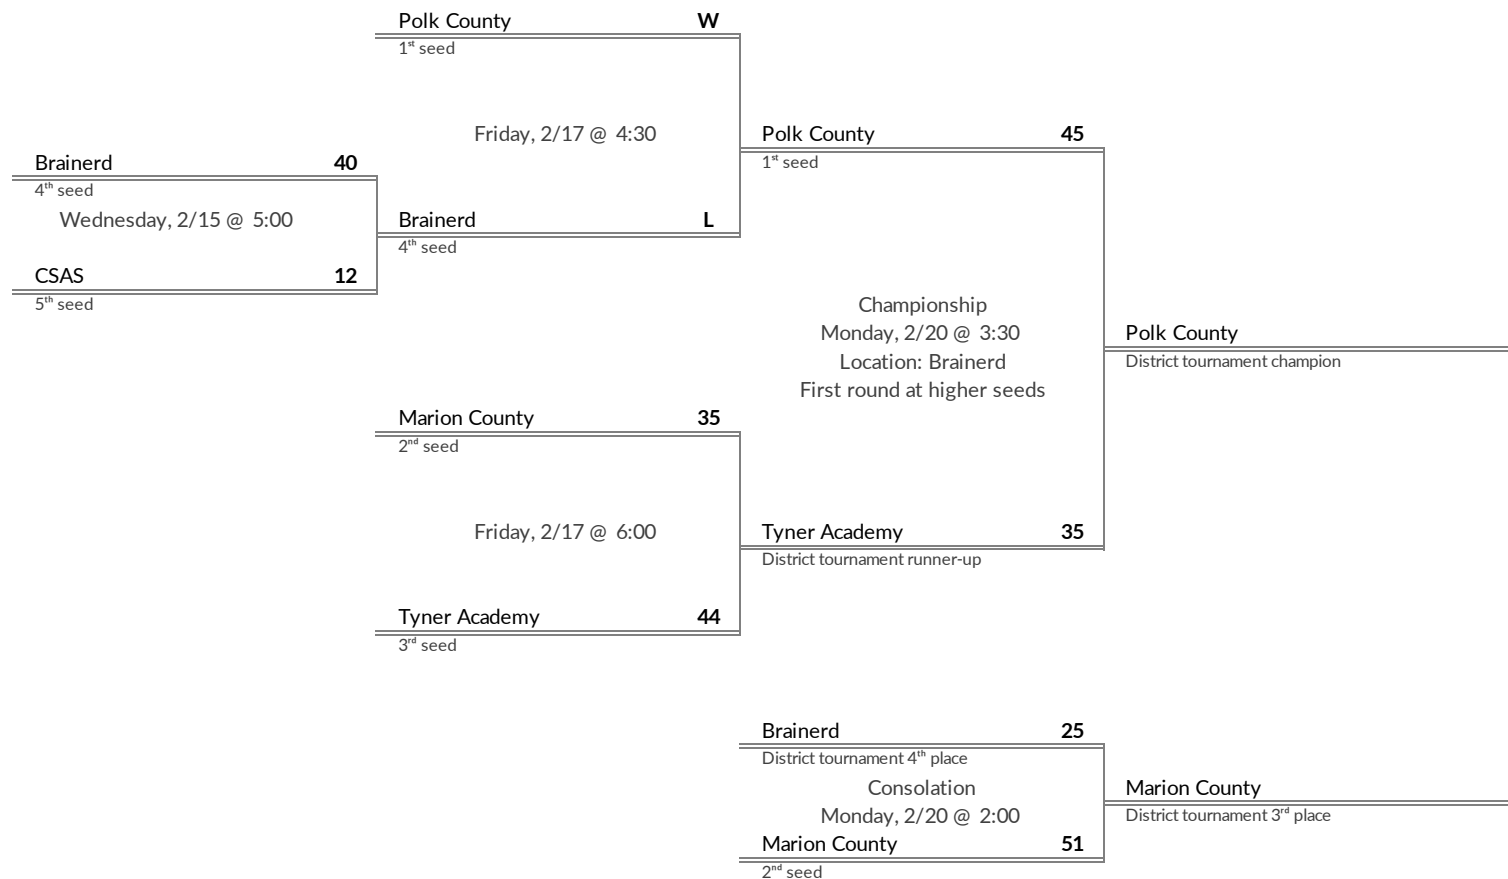 Polk County W
1st seed
Friday, 2/17 @ 4:30
Polk County 45
1st seed
Brainerd 40
4th seed
Wednesday, 2/15 @ 5:00
Brainerd L
4th seed
CSAS 12
5th seed
Championship
Monday, 2/20 @ 3:30
Location: Brainerd
First round at higher seeds
Polk County
District tournament champion
Marion County 35
2nd seed
Friday, 2/17 @ 6:00
Tyner Academy 35
District tournament runner-up
Tyner Academy 44
3rd seed
Brainerd 25
District tournament 4th place
Consolation
Monday, 2/20 @ 2:00
Marion County
District tournament 3rd place
Marion County 51
2nd seed